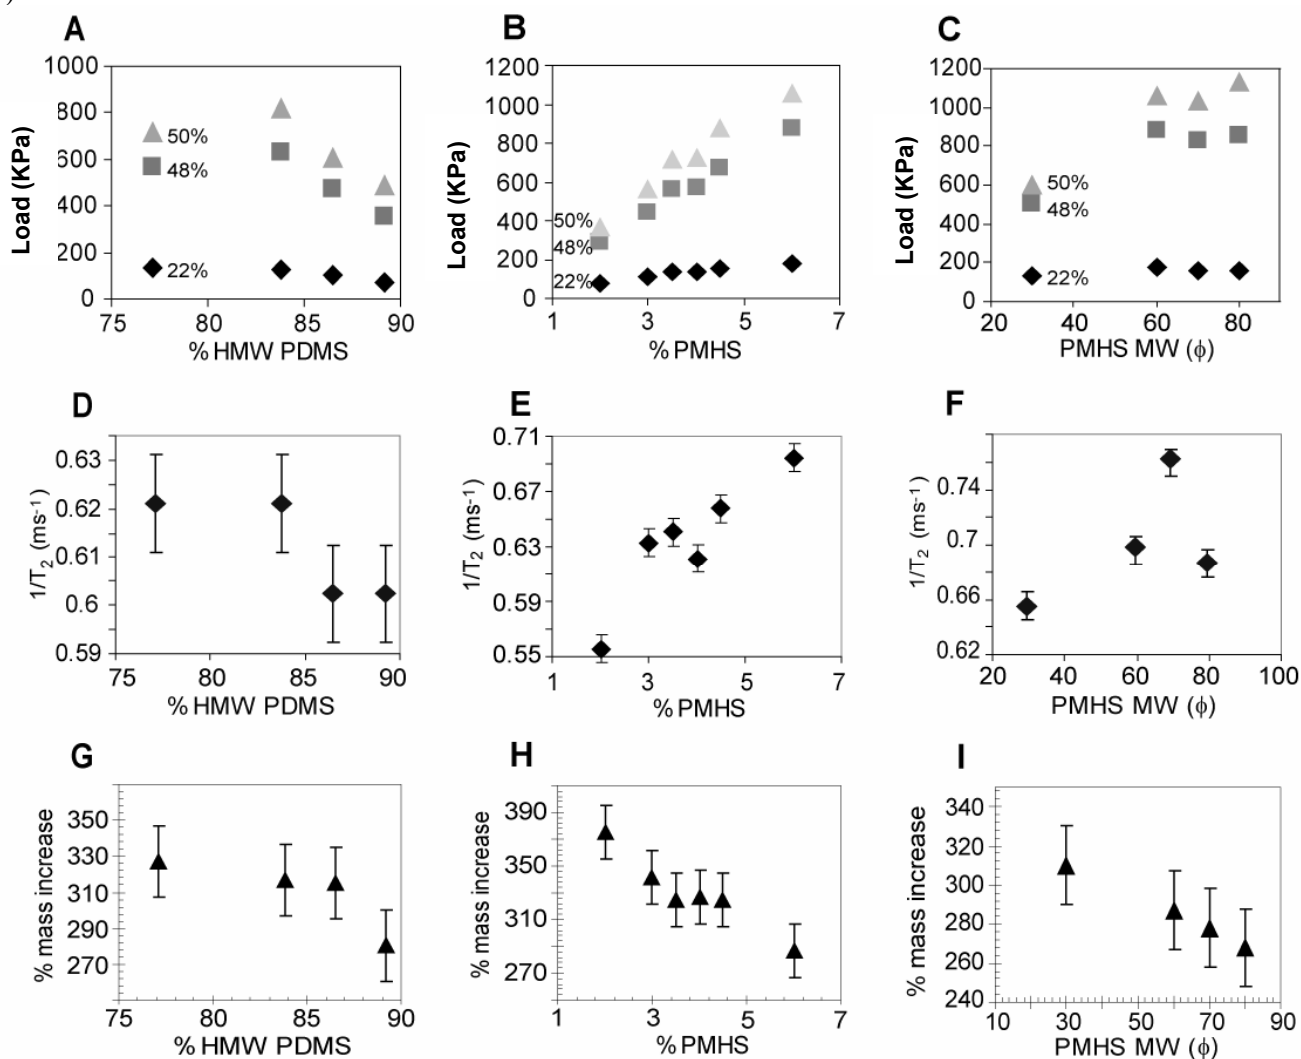 )
A
1000
800
600
400
200
0
Load (KPa)
50%
48%
22%
75 80 85 90
% HMW PDMS
B
1200
1000
800
600
400
200
0
Load (KPa)
50%
48%
22%
1 3 5 7
% PMHS
C
1200
1000
800
600
400
200
0
Load (KPa)
50%
48%
22%
20 40 60 80
PMHS MW (ϕ)
D
0.63
0.62
0.61
0.6
0.59
1/T2 (ms-1)
75 80 85 90
% HMW PDMS
E
0.71
0.67
0.63
0.59
0.55
1/T2 (ms-1)
1 3 5 7
% PMHS
F
0.74
0.7
0.66
0.62
1/T2 (ms-1)
20 40 60 80 100
PMHS MW (ϕ)
G
350
330
310
290
270
% mass increase
75 80 85 90
% HMW PDMS
H
390
350
310
270
% mass increase
1 3 5 7
% PMHS
I
340
320
300
280
260
240
% mass increase
10 30 50 70 90
PMHS MW (ϕ)